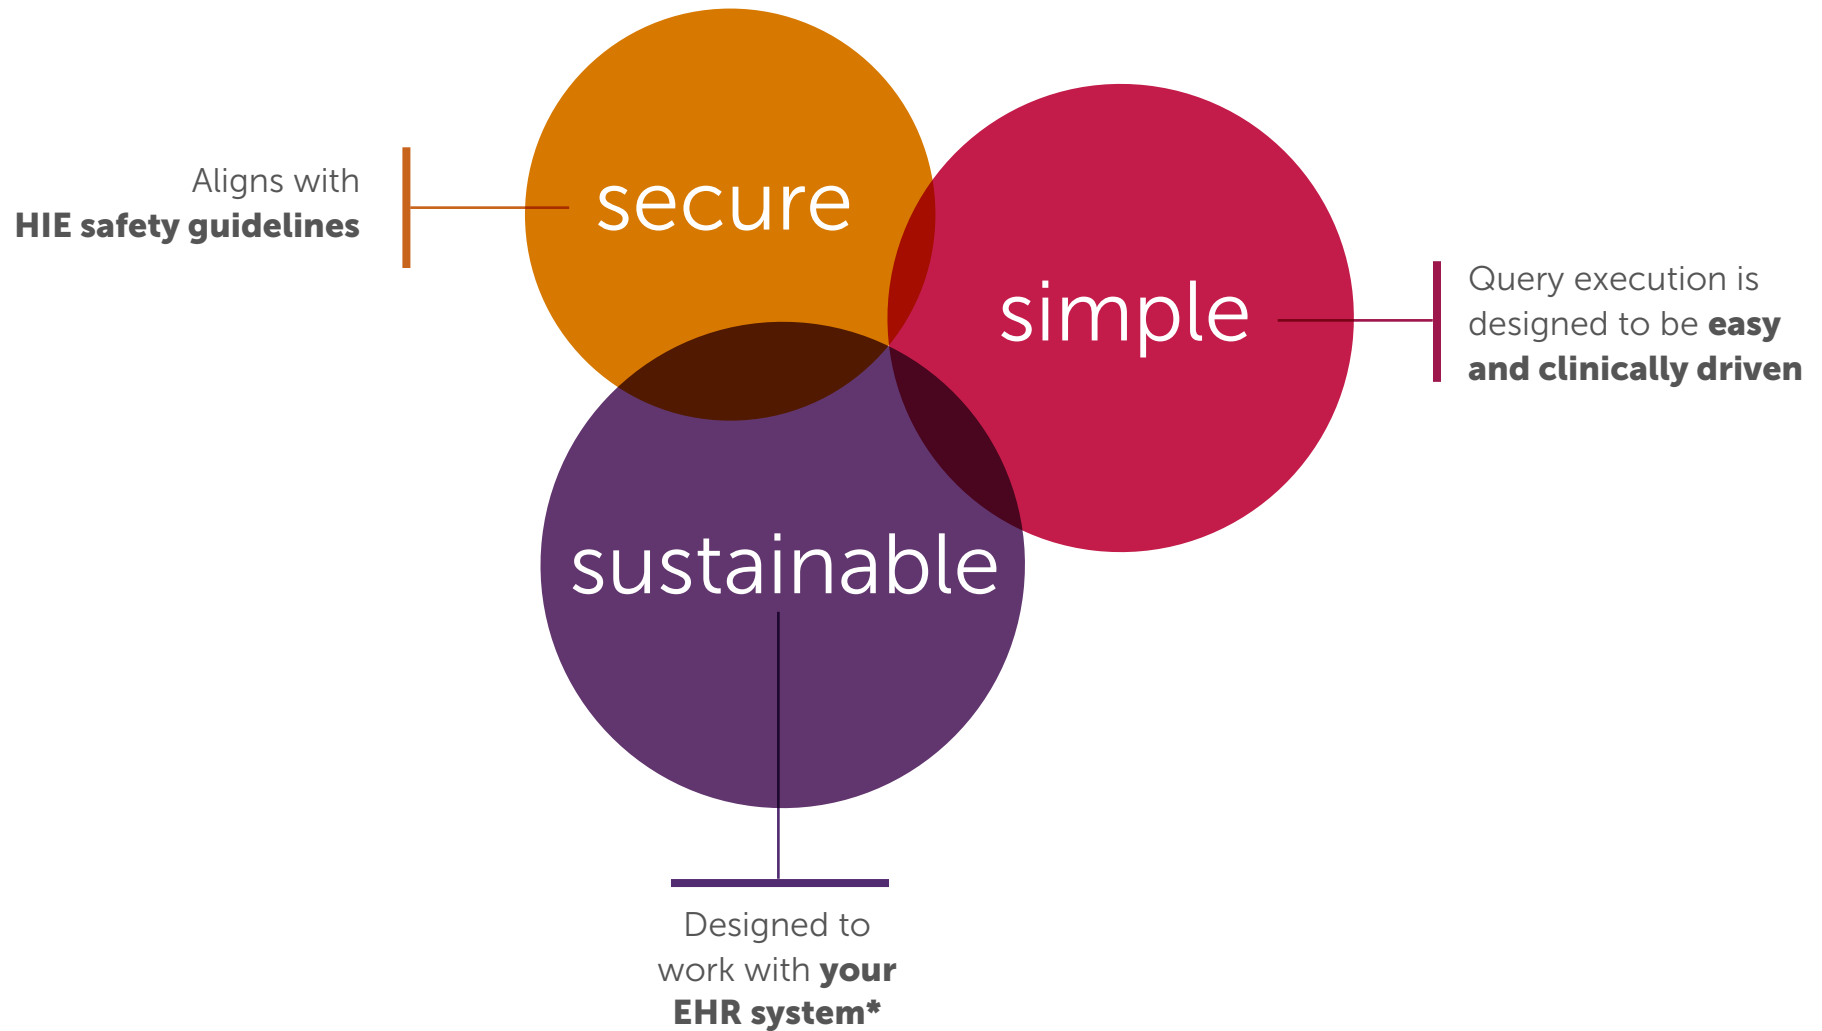 secure
Aligns with
HIE safety guidelines
simple
Query execution is
designed to be easy
and clinically driven
sustainable
Designed to
work with your
EHR system*